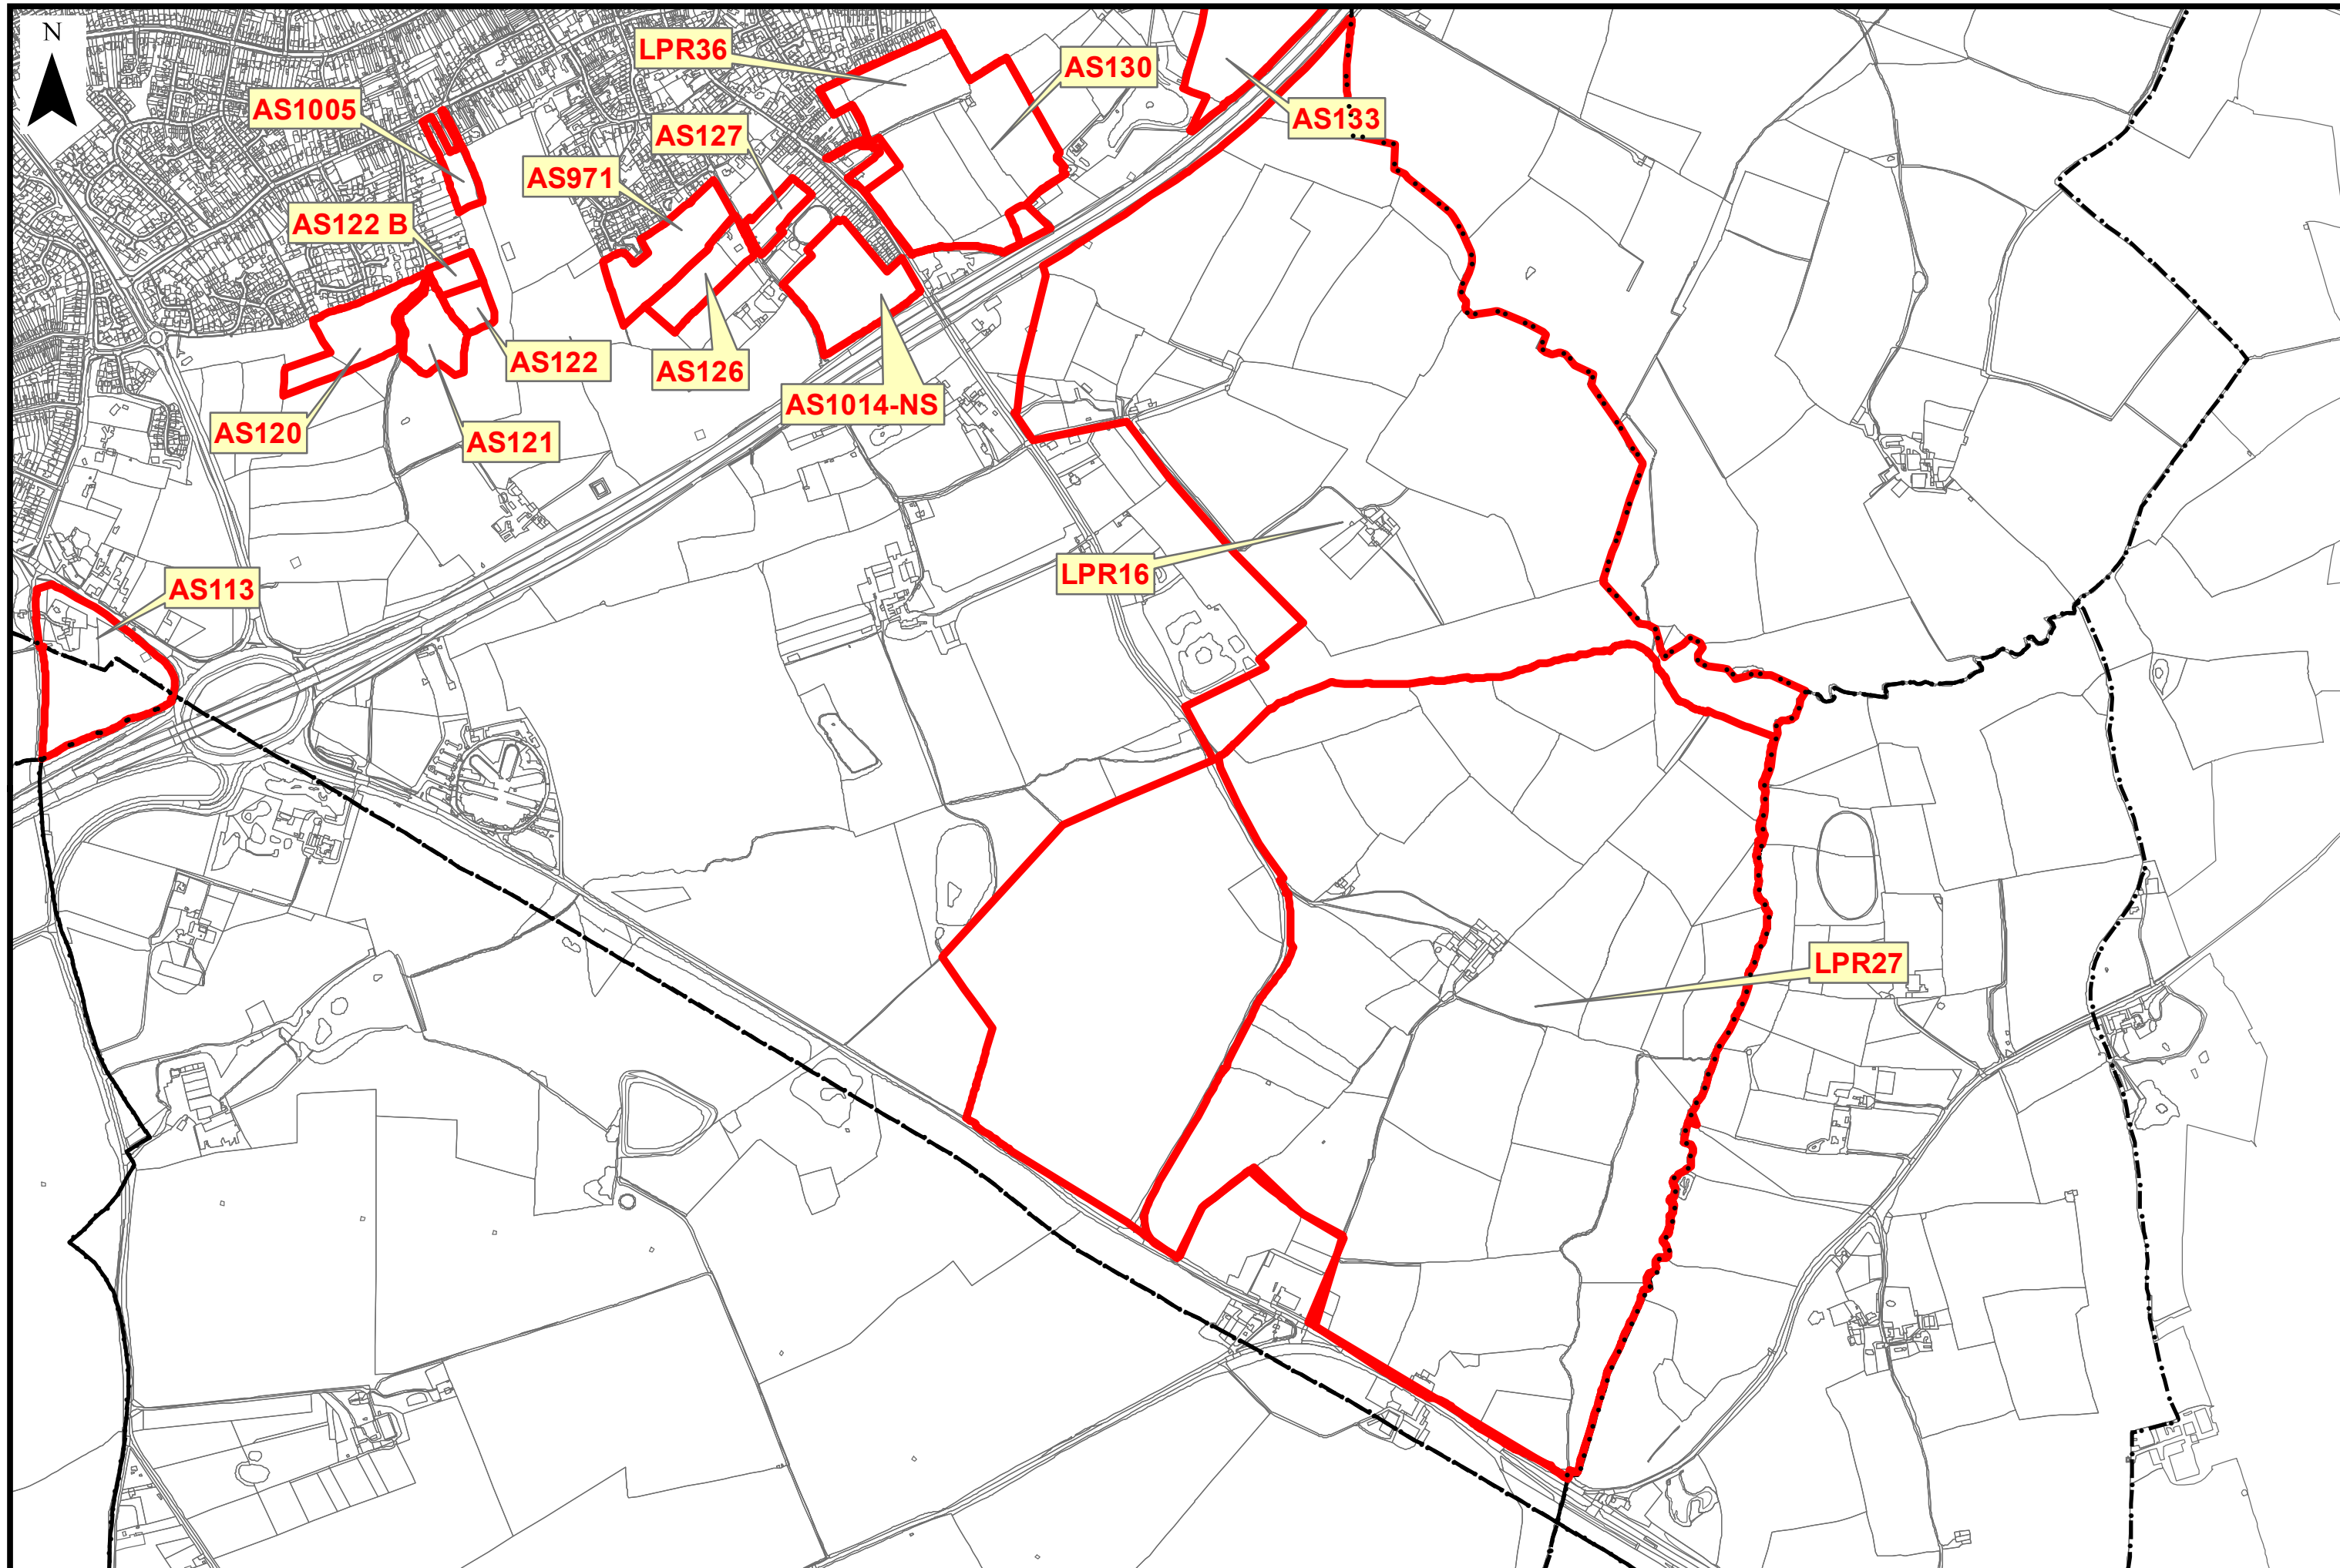 N
LPR36
AS130
AS1005
AS133
AS127
AS971
AS122 B
AS122
AS126
AS1014-NS
AS120
AS121
LPR16
AS113
LPR27